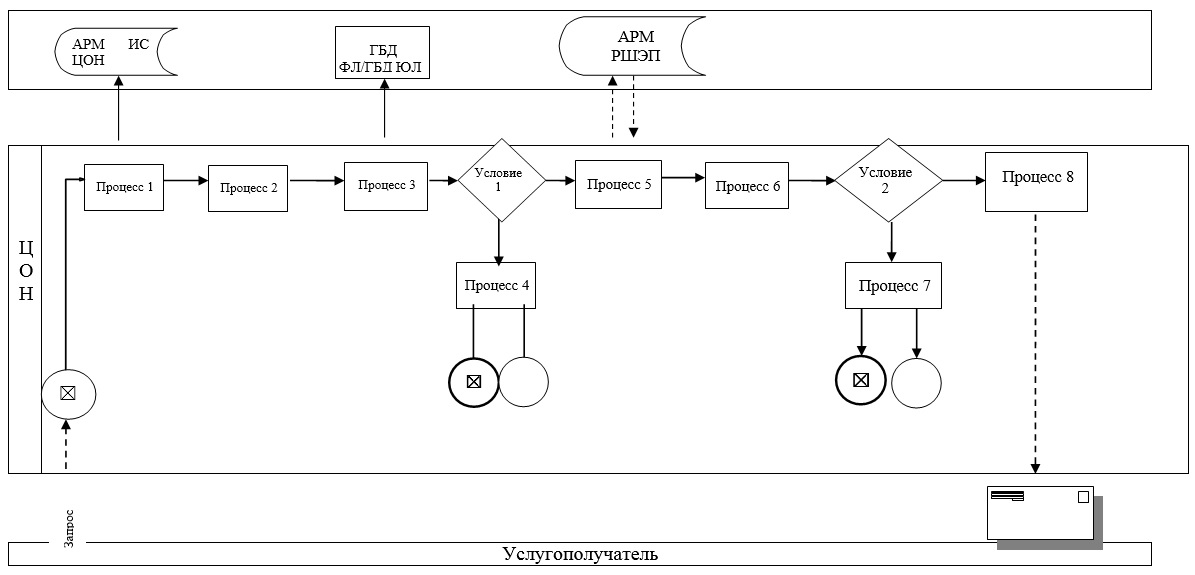 АРМ ИС
ЦОН
ГБД
ФЛ/ГБД ЮЛ
АРМ
РШЭП
ЦОН
Процесс 1
Процесс 2
Процесс 3
Условие
1
Процесс 5
Процесс 6
Условие
2
Процесс 8
Процесс 4
Процесс 7
Запрос
Услугополучатель